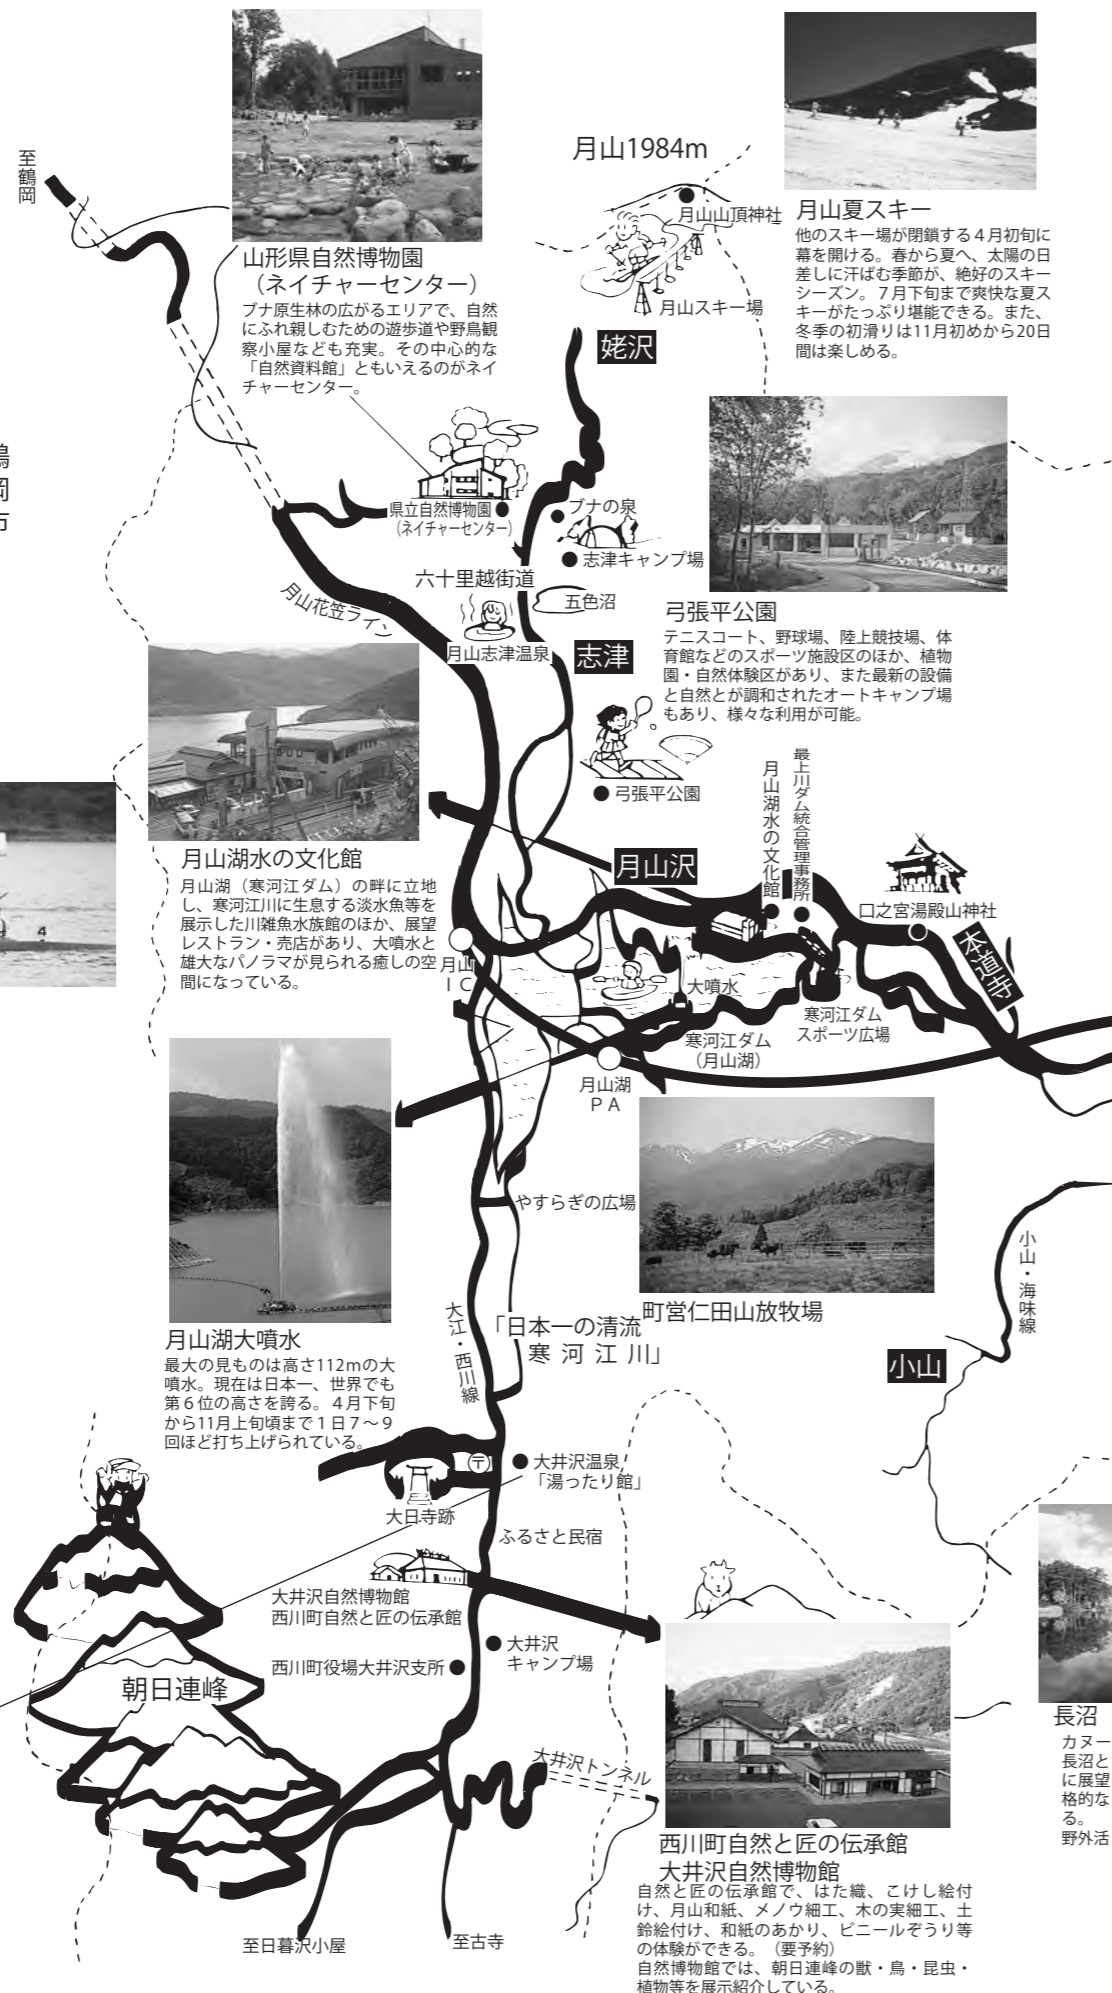 至鶴岡
鶴岡市
山形県自然博物園
(ネイチャーセンター)
ブナ原生林の広がるエリアで、自然
にふれ親しむための遊歩道や野鳥観
察小屋なども充実。その中心的な
「自然資料館」ともいえるのがネイ
チャーセンター。
月山1984m
月山山頂神社
月山スキー場
月山夏スキー
他のスキー場が閉鎖する4月初旬に
幕を開ける。春から夏へ、太陽の日
差しに汗ばむ季節が、絶好のスキー
シーズン。7月下旬まで爽快な夏ス
キーがたっぷり堪能できる。また、
冬季の初滑りは11月初めから20日
間は楽しめる。
姥沢
県立自然博物園
(ネイチャーセンター)
ブナの泉
志津キャンプ場
六十里越街道
五色沼
月山花笠ライン
月山志津温泉
志津
弓張平公園
テニスコート、野球場、陸上競技場、体
育館などのスポーツ施設区のほか、植物
園・自然体験区があり、また最新の設備
と自然とが調和されたオートキャンプ場
もあり、様々な利用が可能。
弓張平公園
月山湖水の文化館
月山湖(寒河江ダム)の畔に立地
し、寒河江川に生息する淡水魚等を
展示した川雑魚水族館のほか、展望
レストラン・売店があり、大噴水と
雄大なパノラマが見られる癒しの空
間になっている。
4
月山沢
月山湖水の文化館
最上川ダム統合管理事務所
口之宮湯殿山神社
本道寺
月山
IC
大噴水
寒河江ダム
(月山湖)
寒河江ダム
スポーツ広場
月山湖
PA
月山湖大噴水
最大の見ものは高さ112mの大
噴水。現在は日本一、世界でも
第6位の高さを誇る。4月下旬
から11月上旬頃まで1日7～9
回ほど打ち上げられている。
やすらぎの広場
町営仁田山放牧場
小山・海味線
小山
大江・西川線
「日本一の清流
寒河江川」
〒
大井沢温泉
「湯ったり館」
大日寺跡
ふるさと民宿
大井沢自然博物館
西川町自然と匠の伝承館
大井沢
キャンプ場
西川町役場大井沢支所
朝日連峰
大井沢トンネル
至日暮沢小屋
至古寺
西川町自然と匠の伝承館
大井沢自然博物館
自然と匠の伝承館で、はた織、こけし絵付
け、月山和紙、メノウ細工、木の実細工、土
鈴絵付け、和紙のあかり、ビニールぞうり等
の体験ができる。(要予約)
自然博物館では、朝日連峰の獣・鳥・昆虫・
植物等を展示紹介している。
長沼
カヌー
長沼と
に展望
格的な
る。
野外活